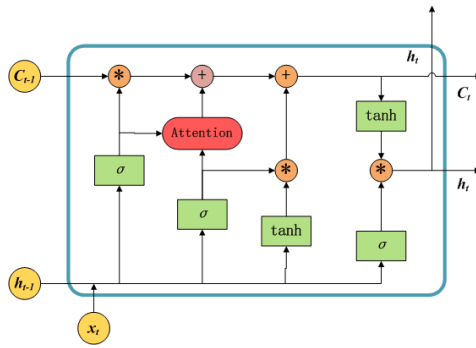 h_t
C_{t-1}
*
+
+
C_t
tanh
Attention
σ
*
*
h_t
σ
tanh
σ
h_{t-1}
x_t